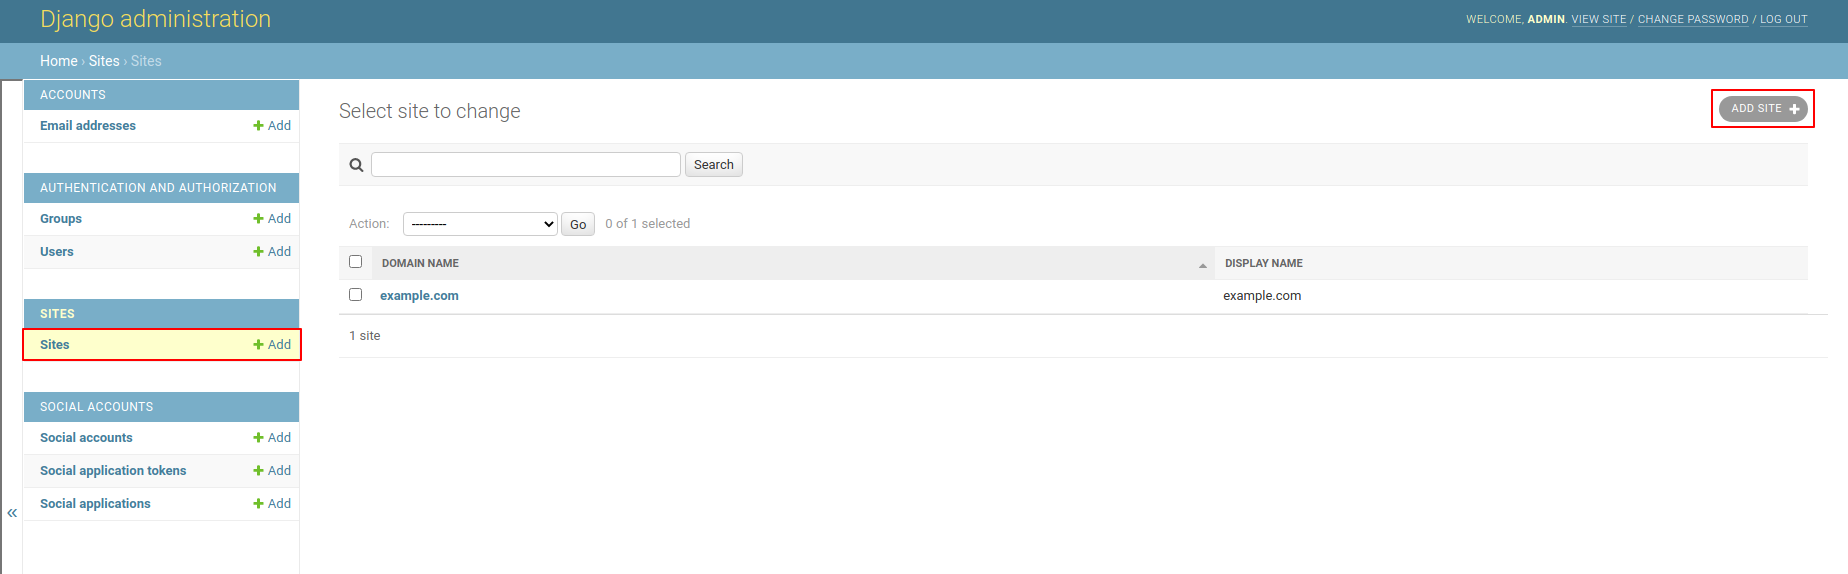 Django administration
WELCOME, ADMIN. VIEW SITE / CHANGE PASSWORD / LOG OUT
Home › Sites › Sites
ACCOUNTS
Email addresses + Add
AUTHENTICATION AND AUTHORIZATION
Groups + Add
Users + Add
SITES
Sites + Add
SOCIAL ACCOUNTS
Social accounts + Add
Social application tokens + Add
Social applications + Add
«
Select site to change
ADD SITE +
Search
Action: --------- Go 0 of 1 selected
DOMAIN NAME DISPLAY NAME
example.com example.com
1 site